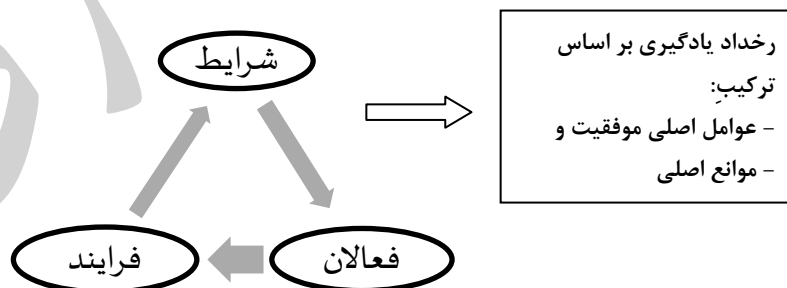 شرایط
فعالان
فرایند
رخداد یادگیری بر اساس
ترکیبِ:
– عوامل اصلی موفقیت و
– موانع اصلی